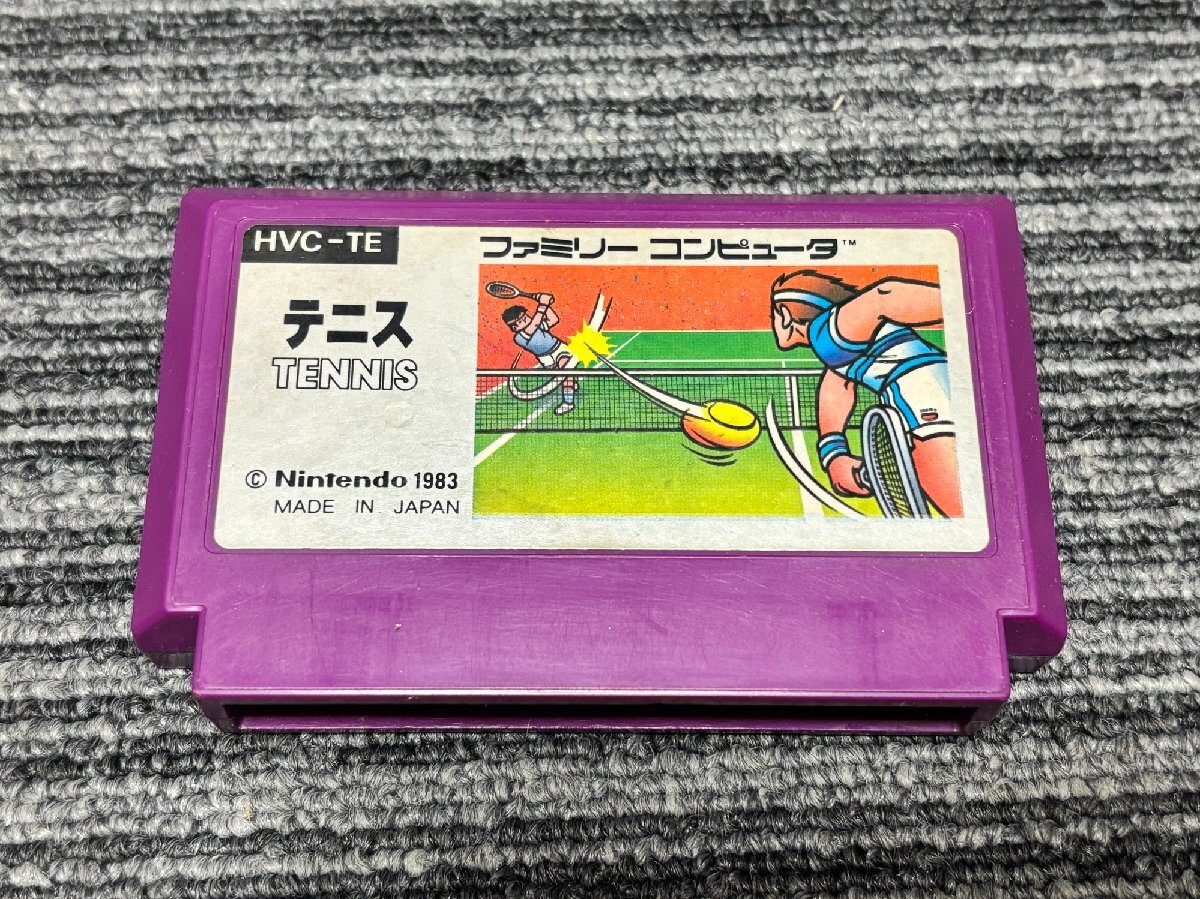 HVC-TE
ファミリー コンピュータ™
テニス
TENNIS
© Nintendo 1983
MADE IN JAPAN